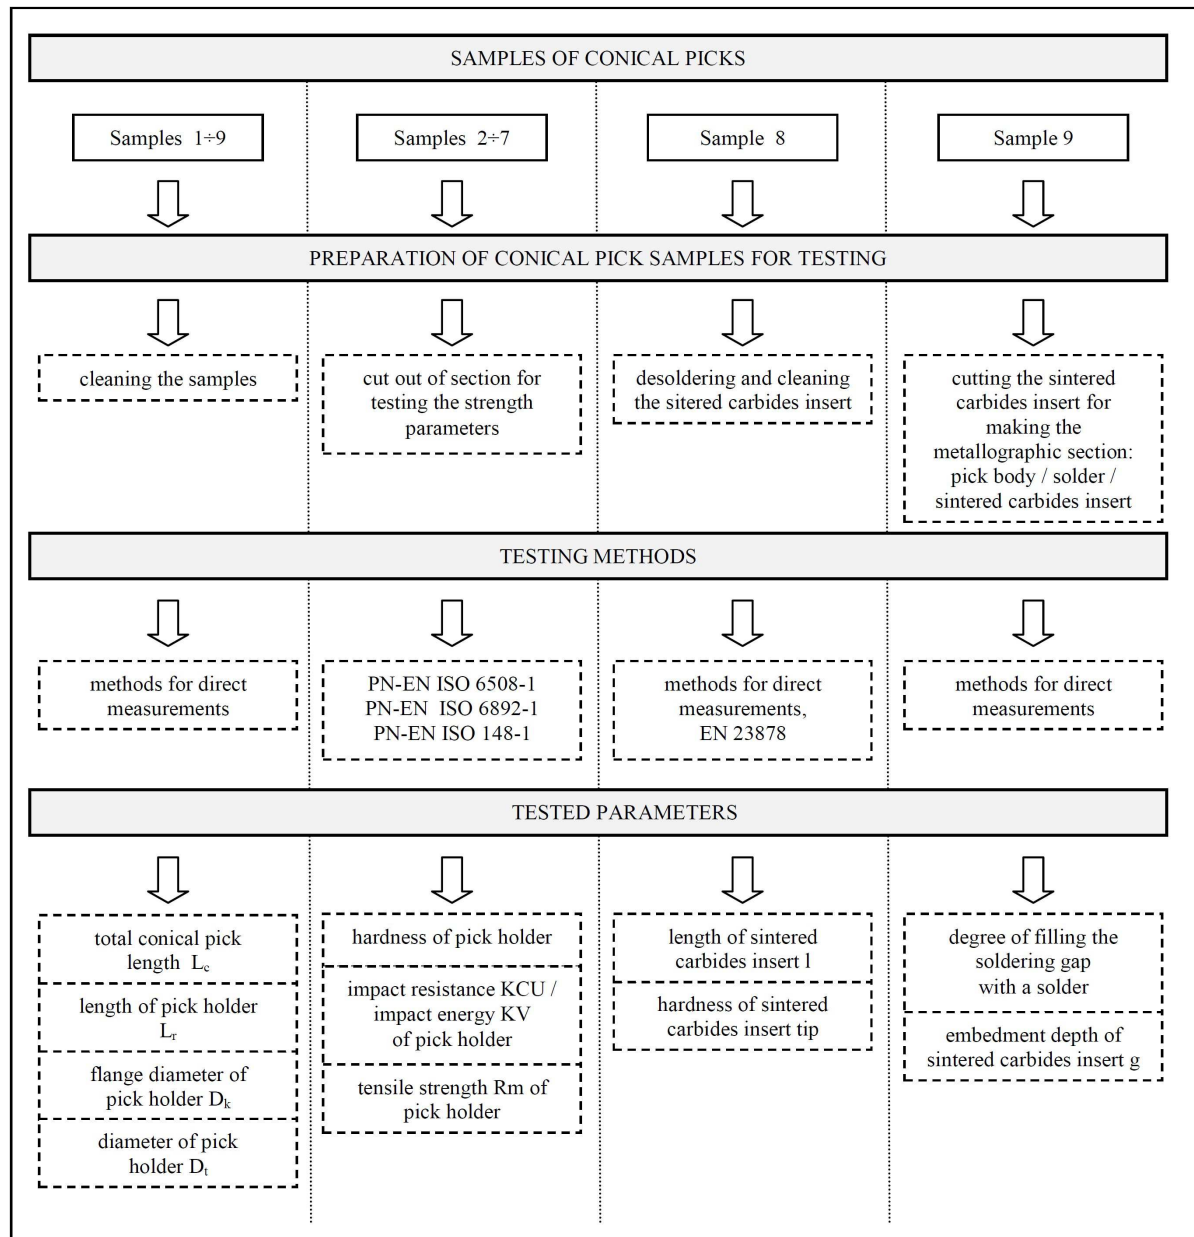 SAMPLES OF CONICAL PICKS
Samples 1÷9
Samples 2÷7
Sample 8
Sample 9
PREPARATION OF CONICAL PICK SAMPLES FOR TESTING
cleaning the samples
cut out of section for
testing the strength
parameters
desoldering and cleaning
the sitered carbides insert
cutting the sintered
carbides insert for
making the
metallographic section:
pick body / solder /
sintered carbides insert
TESTING METHODS
methods for direct
measurements
PN-EN ISO 6508-1
PN-EN ISO 6892-1
PN-EN ISO 148-1
methods for direct
measurements,
EN 23878
methods for direct
measurements
TESTED PARAMETERS
total conical pick
length Lc
length of pick holder
Lr
flange diameter of
pick holder Dk
diameter of pick
holder Dt
hardness of pick holder
impact resistance KCU /
impact energy KV
of pick holder
tensile strength Rm of
pick holder
length of sintered
carbides insert l
hardness of sintered
carbides insert tip
degree of filling the
soldering gap
with a solder
embedment depth of
sintered carbides insert g